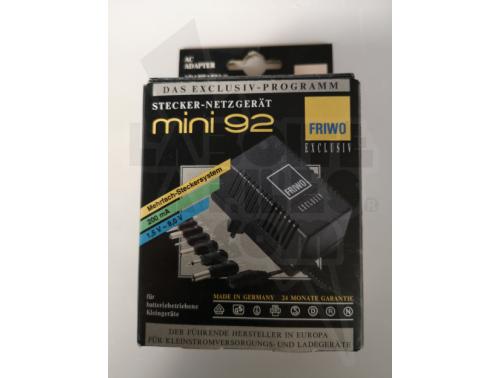 AC
ADAPTER
DAS EXCLUSIV-PROGRAMM
STECKER-NETZGERÄT
mini 92
FRIWO
EXCLUSIV
Mehrfach-Steckersystem
200 mA
1,5 V - 9,0 V
FRIWO
EXCLUSIV
für
batteriebetriebene
Kleingeräte
MADE IN GERMANY 24 MONATE GARANTIE
DER FÜHRENDE HERSTELLER IN EUROPA
FÜR KLEINSTROMVERSORGUNGS- UND LADEGERÄTE